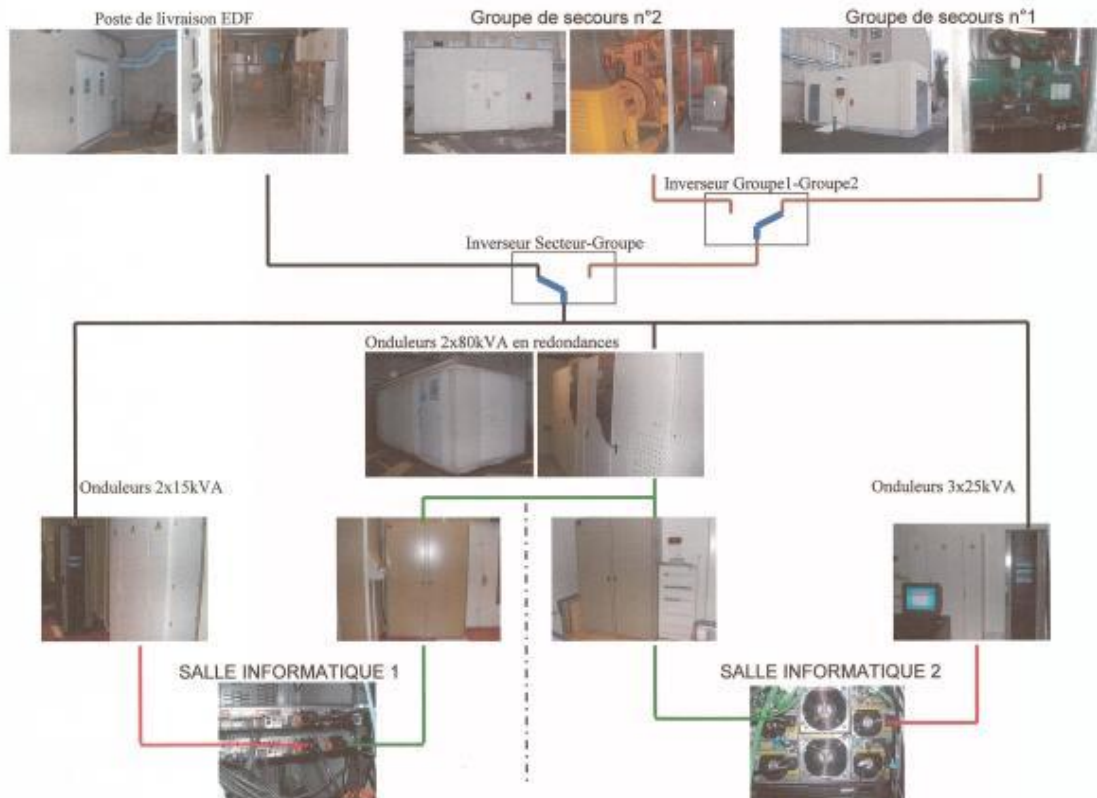 Poste de livraison EDF
Groupe de secours n°2
Groupe de secours n°1
Inverseur Groupe1-Groupe2
Inverseur Secteur-Groupe
Onduleurs 2x80kVA en redondances
Onduleurs 2x15kVA
Onduleurs 3x25kVA
SALLE INFORMATIQUE 1
SALLE INFORMATIQUE 2